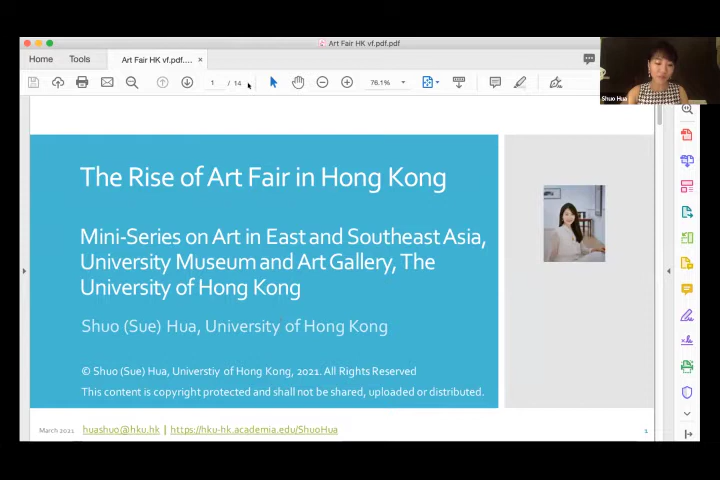 Art Fair HK vf.pdf.pdf
Home
Tools
Art Fair HK vf.pdf.... ×
1 / 14
76.1%
Shuo Hua
The Rise of Art Fair in Hong Kong
Mini-Series on Art in East and Southeast Asia,
University Museum and Art Gallery, The
University of Hong Kong
Shuo (Sue) Hua, University of Hong Kong
© Shuo (Sue) Hua, Universtiy of Hong Kong, 2021. All Rights Reserved
This content is copyright protected and shall not be shared, uploaded or distributed.
March 2021 huashuo@hku.hk | https://hku-hk.academia.edu/ShuoHua 1